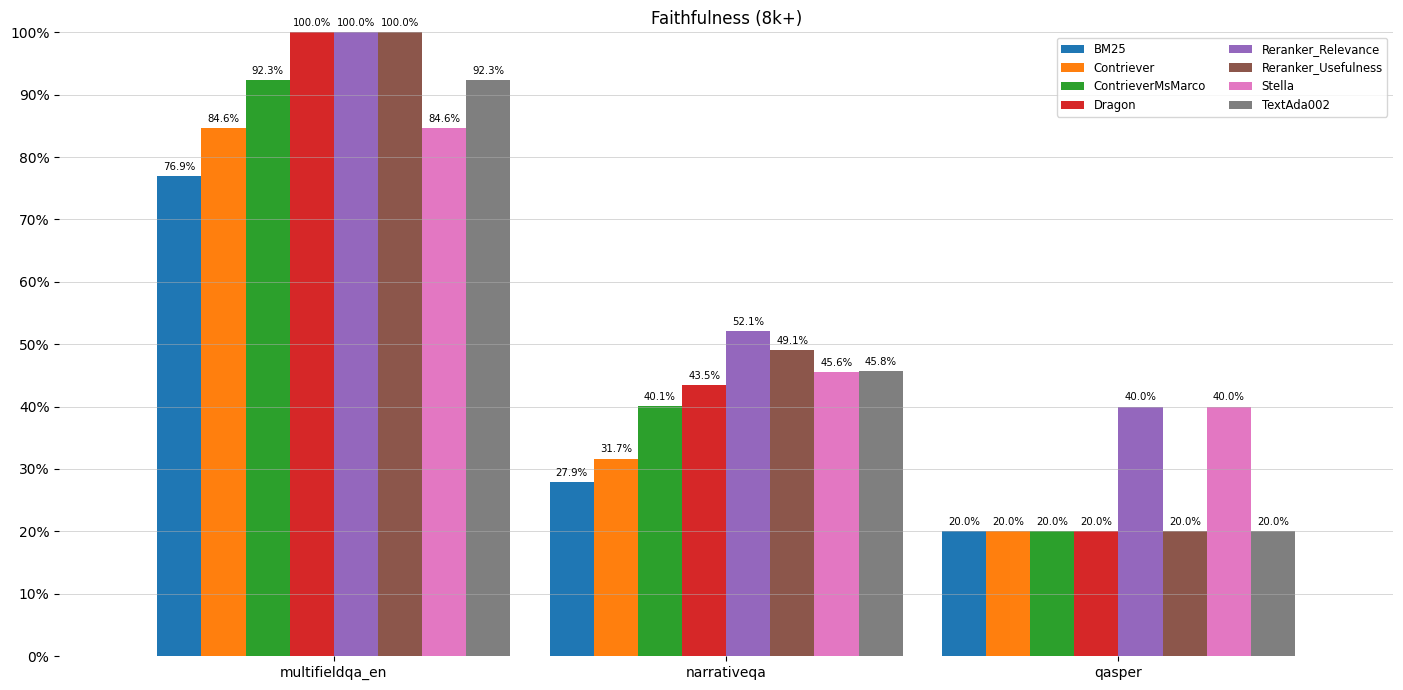 Faithfulness (8k+)
100%
90%
80%
70%
60%
50%
40%
30%
20%
10%
0%
BM25
Contriever
ContrieverMsMarco
Dragon
Reranker_Relevance
Reranker_Usefulness
Stella
TextAda002
76.9%
84.6%
92.3%
100.0%
100.0%
100.0%
84.6%
92.3%
27.9%
31.7%
40.1%
43.5%
52.1%
49.1%
45.6%
45.8%
20.0%
20.0%
20.0%
20.0%
40.0%
20.0%
40.0%
20.0%
multifieldqa_en
narrativeqa
qasper